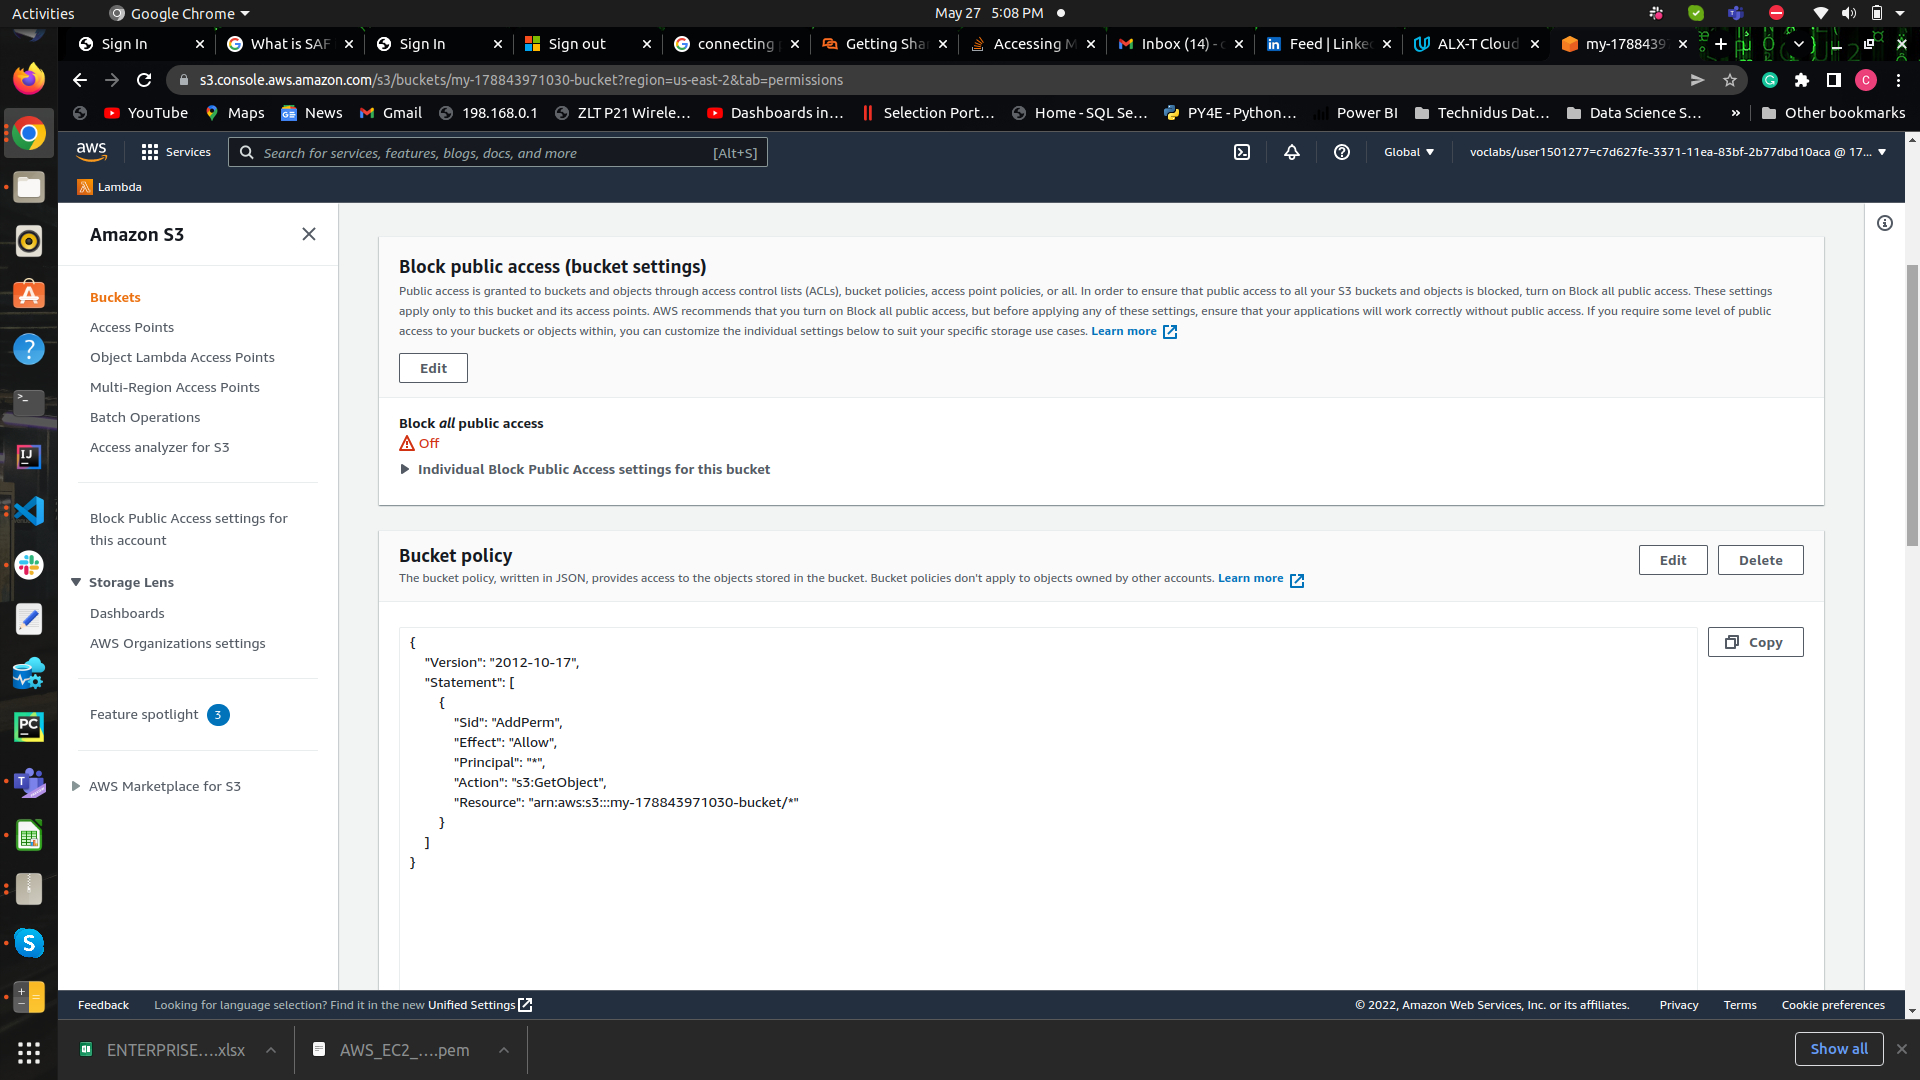 Activities
Google Chrome
May 27 5:08 PM
Sign In
What is SAF
Sign In
Sign out
connecting
Getting Sha
Accessing M
Inbox (14) - c
Feed | Linke
ALX-T Cloud
my-1788439
s3.console.aws.amazon.com/s3/buckets/my-178843971030-bucket?region=us-east-2&tab=permissions
C
YouTube
Maps
News
Gmail
198.168.0.1
ZLT P21 Wirele…
Dashboards in…
Selection Port…
Home - SQL Se…
PY4E - Python…
Power BI
Technidus Dat…
Data Science S…
»
Other bookmarks
aws
Services
Search for services, features, blogs, docs, and more
[Alt+S]
Global
voclabs/user1501277=c7d627fe-3371-11ea-83bf-2b77dbd10aca @ 17...
Lambda
Amazon S3
Buckets
Access Points
Object Lambda Access Points
Multi-Region Access Points
Batch Operations
Access analyzer for S3
Block Public Access settings for
this account
Storage Lens
Dashboards
AWS Organizations settings
Feature spotlight 3
AWS Marketplace for S3
Block public access (bucket settings)
Public access is granted to buckets and objects through access control lists (ACLs), bucket policies, access point policies, or all. In order to ensure that public access to all your S3 buckets and objects is blocked, turn on Block all public access. These settings
apply only to this bucket and its access points. AWS recommends that you turn on Block all public access, but before applying any of these settings, ensure that your applications will work correctly without public access. If you require some level of public
access to your buckets or objects within, you can customize the individual settings below to suit your specific storage use cases. Learn more
Edit
Block all public access
Off
Individual Block Public Access settings for this bucket
Bucket policy
The bucket policy, written in JSON, provides access to the objects stored in the bucket. Bucket policies don't apply to objects owned by other accounts. Learn more
Edit
Delete
Copy
{
"Version": "2012-10-17",
"Statement": [
{
"Sid": "AddPerm",
"Effect": "Allow",
"Principal": "*",
"Action": "s3:GetObject",
"Resource": "arn:aws:s3:::my-178843971030-bucket/*"
}
]
}
Feedback
Looking for language selection? Find it in the new Unified Settings
© 2022, Amazon Web Services, Inc. or its affiliates.
Privacy
Terms
Cookie preferences
ENTERPRISE....xlsx
AWS_EC2_....pem
Show all